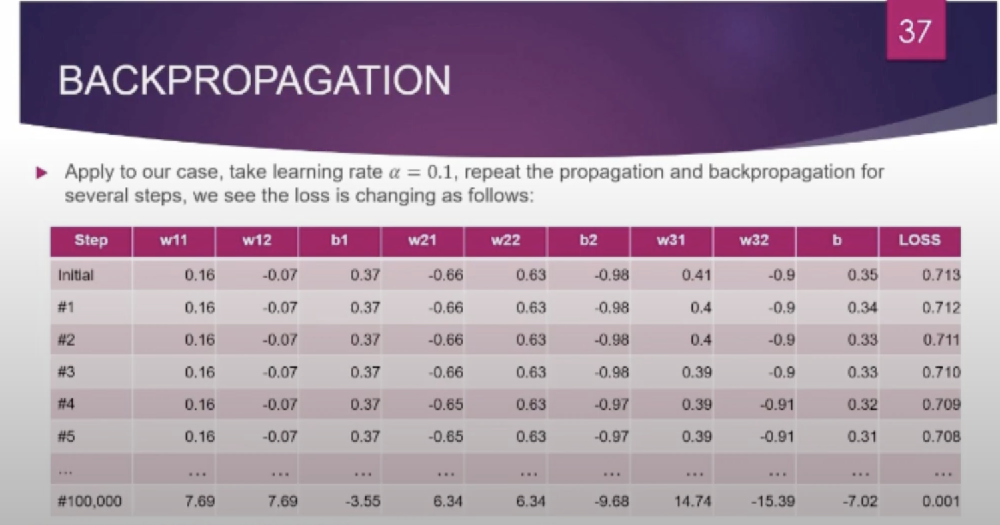 37
BACKPROPAGATION
Apply to our case, take learning rate α = 0.1, repeat the propagation and backpropagation for
several steps, we see the loss is changing as follows:
Step w11 w12 b1 w21 w22 b2 w31 w32 b LOSS
Initial 0.16 -0.07 0.37 -0.66 0.63 -0.98 0.41 -0.9 0.35 0.713
#1 0.16 -0.07 0.37 -0.66 0.63 -0.98 0.4 -0.9 0.34 0.712
#2 0.16 -0.07 0.37 -0.66 0.63 -0.98 0.4 -0.9 0.33 0.711
#3 0.16 -0.07 0.37 -0.66 0.63 -0.98 0.39 -0.9 0.33 0.710
#4 0.16 -0.07 0.37 -0.65 0.63 -0.97 0.39 -0.91 0.32 0.709
#5 0.16 -0.07 0.37 -0.65 0.63 -0.97 0.39 -0.91 0.31 0.708
... ... ... ... ... ... ... ... ... ... ...
#100,000 7.69 7.69 -3.55 6.34 6.34 -9.68 14.74 -15.39 -7.02 0.001